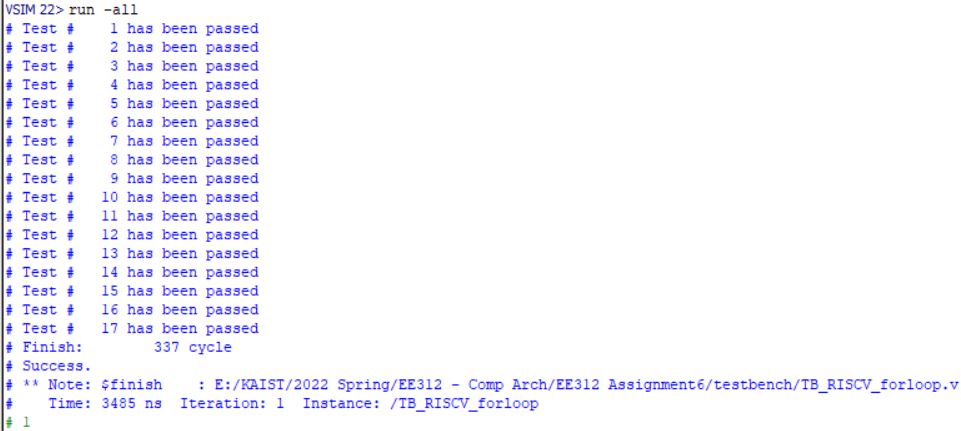 VSIM 22> run -all
# Test #    1 has been passed
# Test #    2 has been passed
# Test #    3 has been passed
# Test #    4 has been passed
# Test #    5 has been passed
# Test #    6 has been passed
# Test #    7 has been passed
# Test #    8 has been passed
# Test #    9 has been passed
# Test #   10 has been passed
# Test #   11 has been passed
# Test #   12 has been passed
# Test #   13 has been passed
# Test #   14 has been passed
# Test #   15 has been passed
# Test #   16 has been passed
# Test #   17 has been passed
# Finish:        337 cycle
# Success.
# ** Note: $finish    : E:/KAIST/2022 Spring/EE312 - Comp Arch/EE312 Assignment6/testbench/TB_RISCV_forloop.v
#    Time: 3485 ns  Iteration: 1  Instance: /TB_RISCV_forloop
# 1